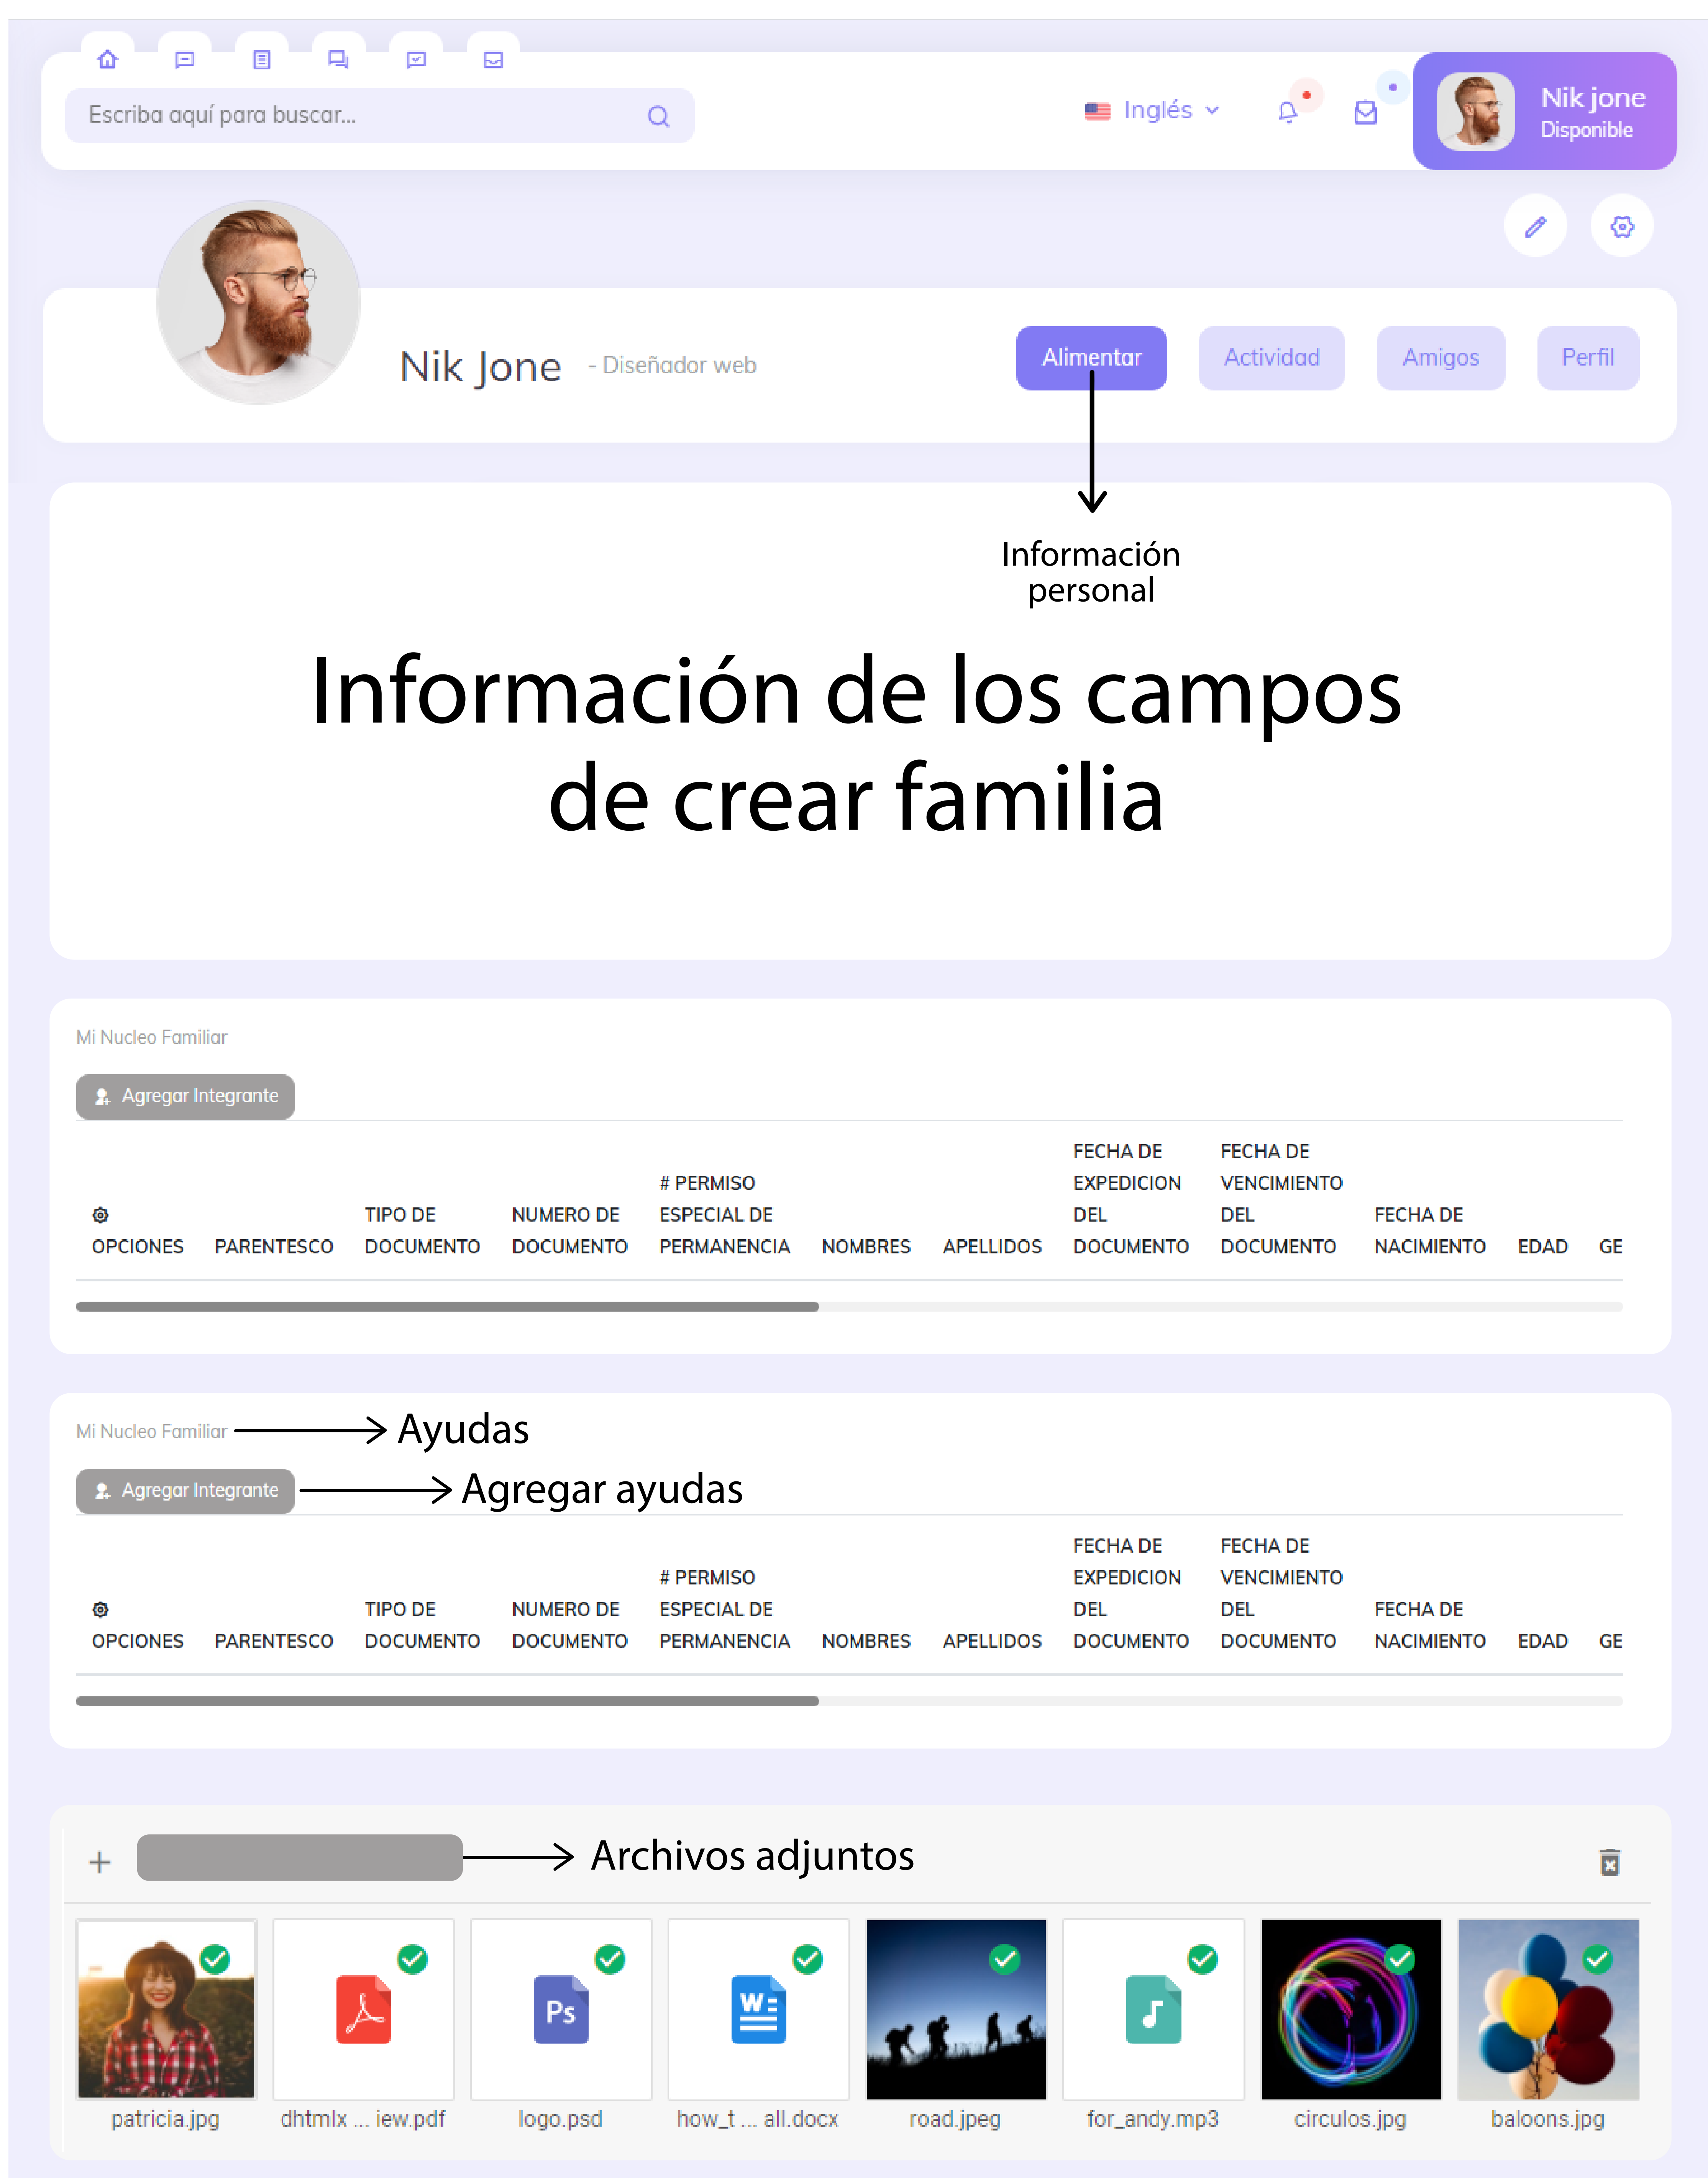 Escriba aquí para buscar...
Inglés
Nik jone
Disponible
Nik Jone - Diseñador web
Alimentar
Actividad
Amigos
Perfil
Información
personal
Información de los campos
de crear familia
Mi Nucleo Familiar
Agregar Integrante
OPCIONES
PARENTESCO
TIPO DE
DOCUMENTO
NUMERO DE
DOCUMENTO
# PERMISO
ESPECIAL DE
PERMANENCIA
NOMBRES
APELLIDOS
FECHA DE
EXPEDICION
DEL
DOCUMENTO
FECHA DE
VENCIMIENTO
DEL
DOCUMENTO
FECHA DE
NACIMIENTO
EDAD
GE
Mi Nucleo Familiar
Ayudas
Agregar Integrante
Agregar ayudas
OPCIONES
PARENTESCO
TIPO DE
DOCUMENTO
NUMERO DE
DOCUMENTO
# PERMISO
ESPECIAL DE
PERMANENCIA
NOMBRES
APELLIDOS
FECHA DE
EXPEDICION
DEL
DOCUMENTO
FECHA DE
VENCIMIENTO
DEL
DOCUMENTO
FECHA DE
NACIMIENTO
EDAD
GE
Archivos adjuntos
Ps
W
patricia.jpg
dhtmlx ... iew.pdf
logo.psd
how_t ... all.docx
road.jpeg
for_andy.mp3
circulos.jpg
baloons.jpg